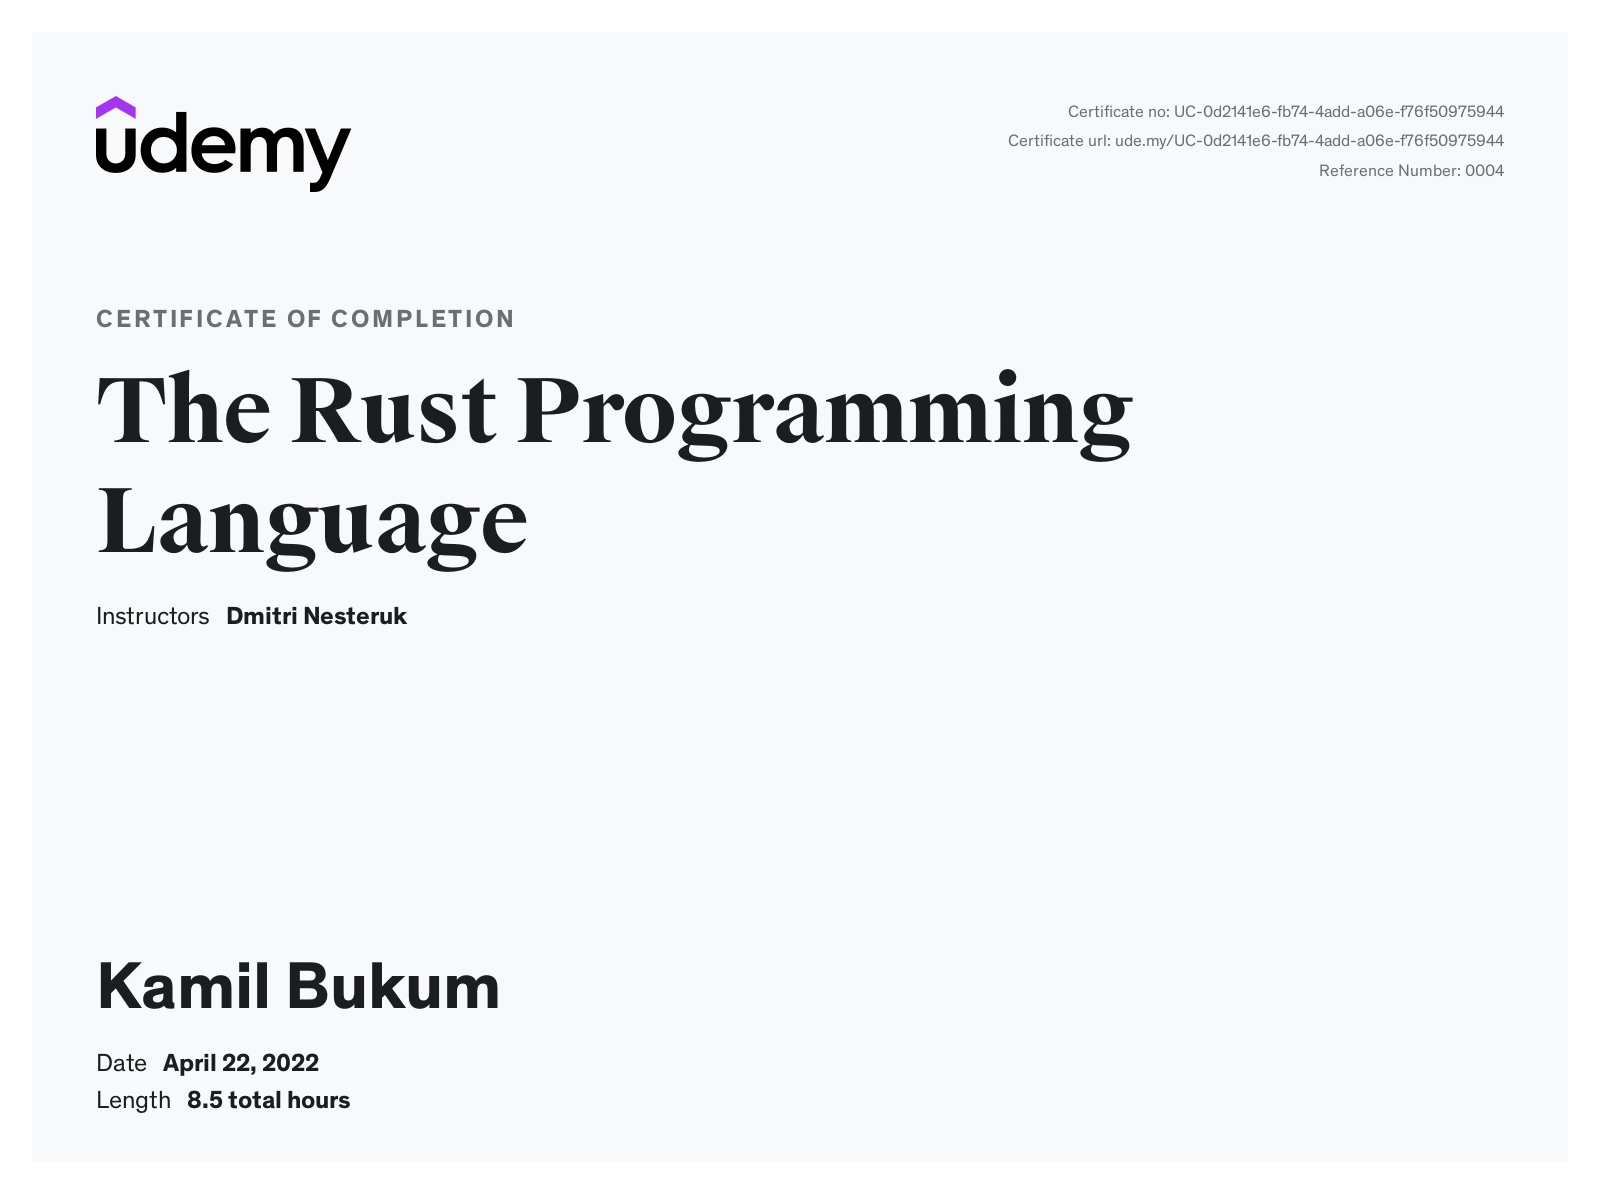 udemy
Certificate no: UC-0d2141e6-fb74-4add-a06e-f76f50975944
Certificate url: ude.my/UC-0d2141e6-fb74-4add-a06e-f76f50975944
Reference Number: 0004
CERTIFICATE OF COMPLETION
The Rust Programming
Language
Instructors Dmitri Nesteruk
Kamil Bukum
Date April 22, 2022
Length 8.5 total hours